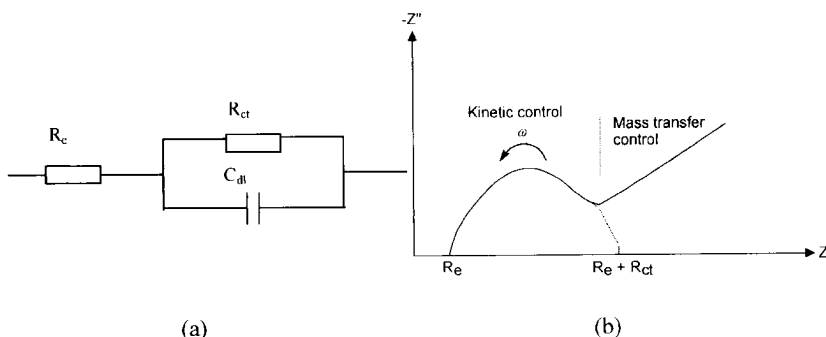 R_c
R_ct
C_dl
(a)
-Z"
Kinetic control
ω
Mass transfer
control
R_e
R_e + R_ct
Z
(b)